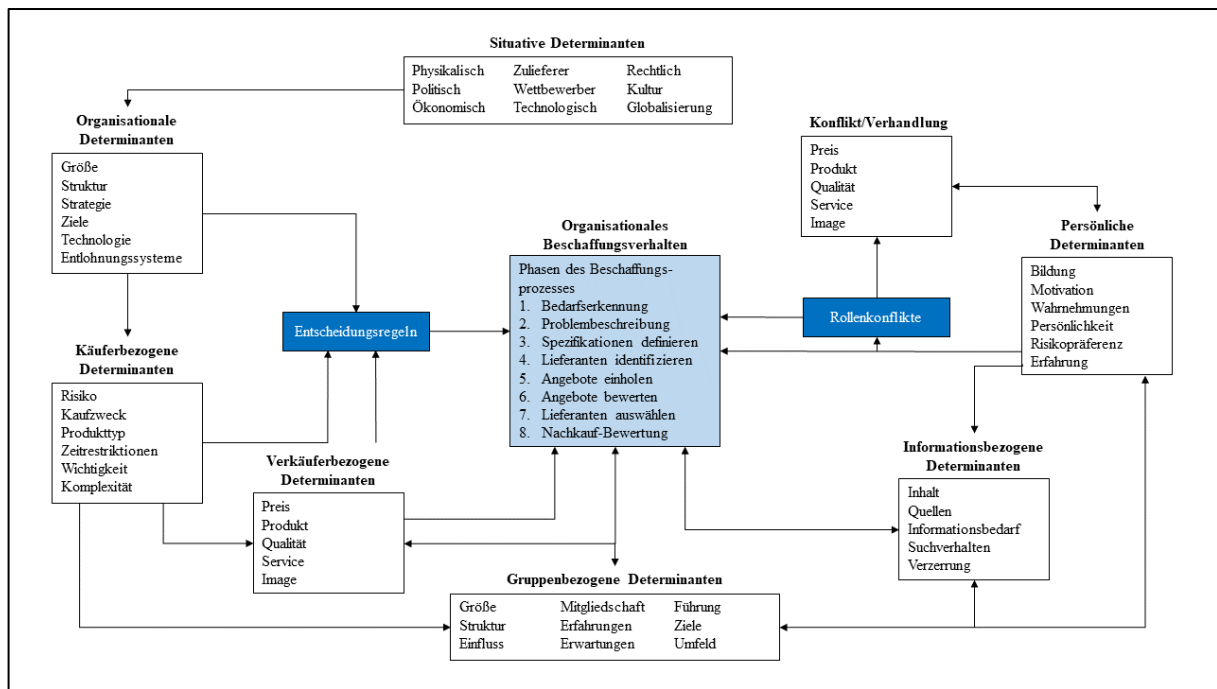 Situative Determinanten
Physikalisch Zulieferer Rechtlich
Politisch Wettbewerber Kultur
Ökonomisch Technologisch Globalisierung
Organisationale
Determinanten
Größe
Struktur
Strategie
Ziele
Technologie
Entlohnungssysteme
Konflikt/Verhandlung
Preis
Produkt
Qualität
Service
Image
Organisationales
Beschaffungsverhalten
Phasen des Beschaffungs-
prozesses
1. Bedarfserkennung
2. Problembeschreibung
3. Spezifikationen definieren
4. Lieferanten identifizieren
5. Angebote einholen
6. Angebote bewerten
7. Lieferanten auswählen
8. Nachkauf-Bewertung
Persönliche
Determinanten
Bildung
Motivation
Wahrnehmungen
Persönlichkeit
Risikopräferenz
Erfahrung
Entscheidungsregeln
Rollenkonflikte
Käuferbezogene
Determinanten
Risiko
Kaufzweck
Produkttyp
Zeitrestriktionen
Wichtigkeit
Komplexität
Verkäuferbezogene
Determinanten
Preis
Produkt
Qualität
Service
Image
Informationsbezogene
Determinanten
Inhalt
Quellen
Informationsbedarf
Suchverhalten
Verzerrung
Gruppenbezogene Determinanten
Größe Mitgliedschaft Führung
Struktur Erfahrungen Ziele
Einfluss Erwartungen Umfeld